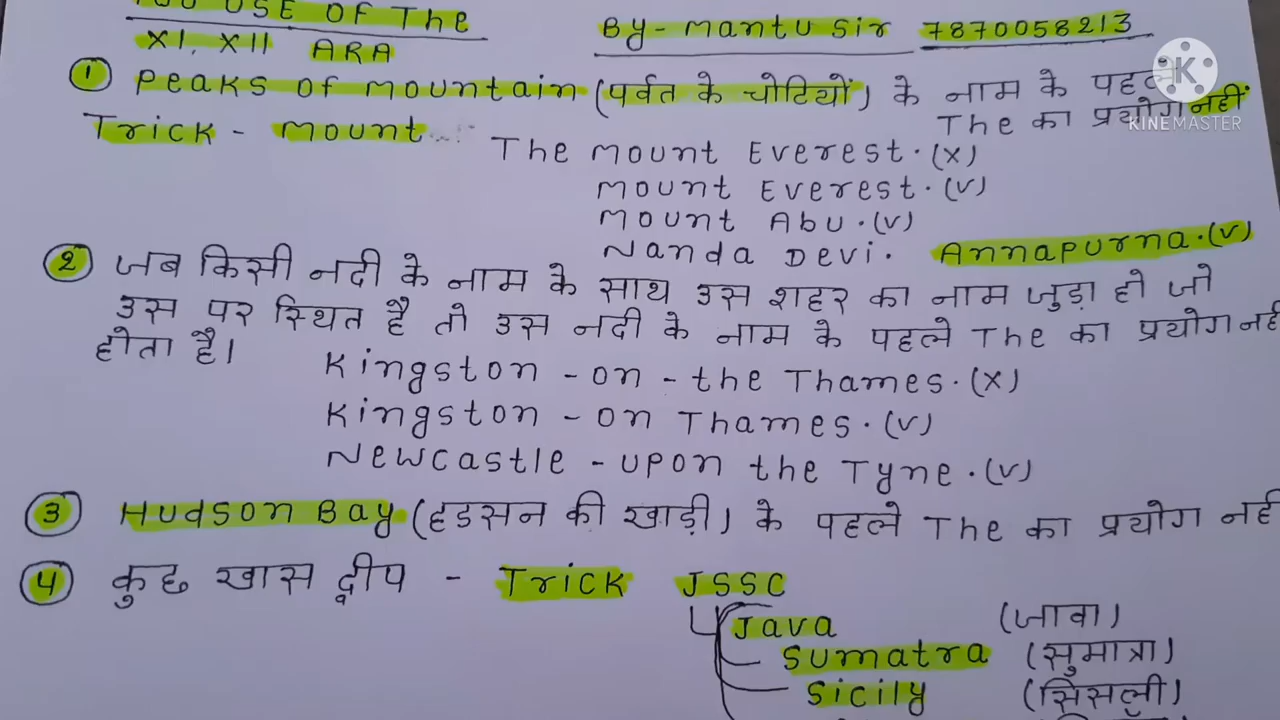 USE OF The
By- Mantu Sir 7870058213
XI, XII ARA
① Peaks of mountain (पर्वत के चोटियों) के नाम के पहले
The का प्रयोग नहीं
KINEMASTER
Trick - Mount....
The Mount Everest. (x)
Mount Everest. (v)
Mount Abu. (v)
Nanda Devi. Annapurna. (v)
② जब किसी नदी के नाम के साथ उस शहर का नाम जुड़ा हो जो
उस पर स्थित है तो उस नदी के नाम के पहले The का प्रयोग नहीं
होता है।
Kingston - on - the Thames. (x)
Kingston - on Thames. (v)
Newcastle - upon the Tyne. (v)
③ Hudson Bay (हडसन की खाड़ी) के पहले The का प्रयोग नही
④ कुछ खास द्वीप - Trick JSSC
Java (जावा)
Sumatra (सुमात्रा)
Sicily (सिसली)